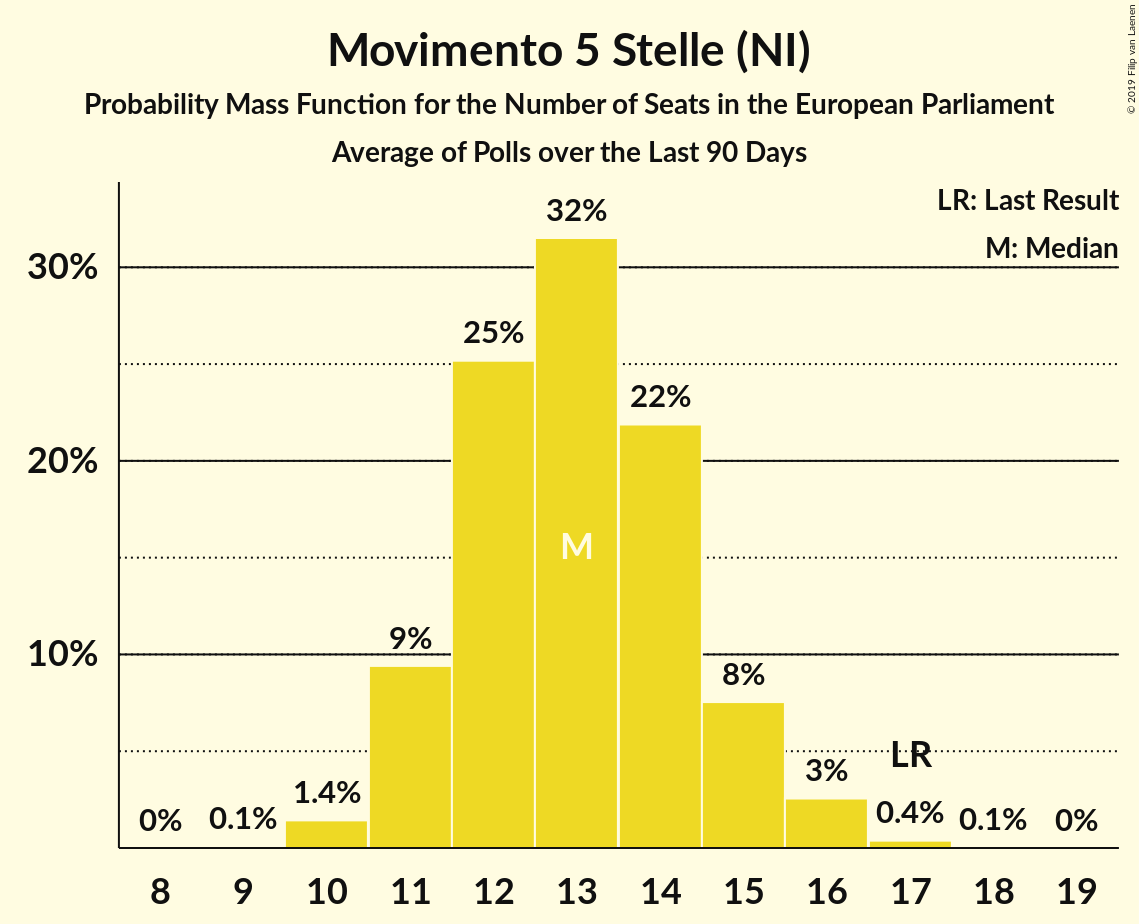 Movimento 5 Stelle (NI)
Probability Mass Function for the Number of Seats in the European Parliament
Average of Polls over the Last 90 Days
© 2019 Filip van Laenen
LR: Last Result
M: Median
30%
20%
10%
0%
0.1%
1.4%
9%
25%
32%
22%
8%
3%
0.4%
0.1%
0%
M
LR
8 9 10 11 12 13 14 15 16 17 18 19